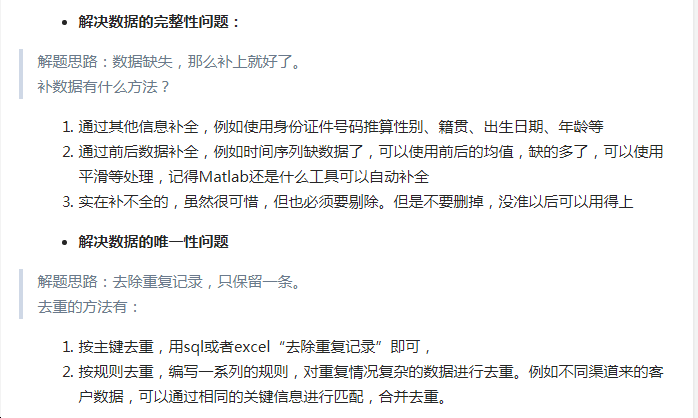 • 解决数据的完整性问题：
解题思路：数据缺失，那么补上就好了。
补数据有什么方法？
1. 通过其他信息补全，例如使用身份证件号码推算性别、籍贯、出生日期、年龄等
2. 通过前后数据补全，例如时间序列缺数据了，可以使用前后的均值，缺的多了，可以使用
平滑等处理，记得Matlab还是什么工具可以自动补全
3. 实在补不全的，虽然很可惜，但也必须要剔除。但是不要删掉，没准以后可以用得上
• 解决数据的唯一性问题
解题思路：去除重复记录，只保留一条。
去重的方法有：
1. 按主键去重，用sql或者excel“去除重复记录”即可，
2. 按规则去重，编写一系列的规则，对重复情况复杂的数据进行去重。例如不同渠道来的客
户数据，可以通过相同的关键信息进行匹配，合并去重。